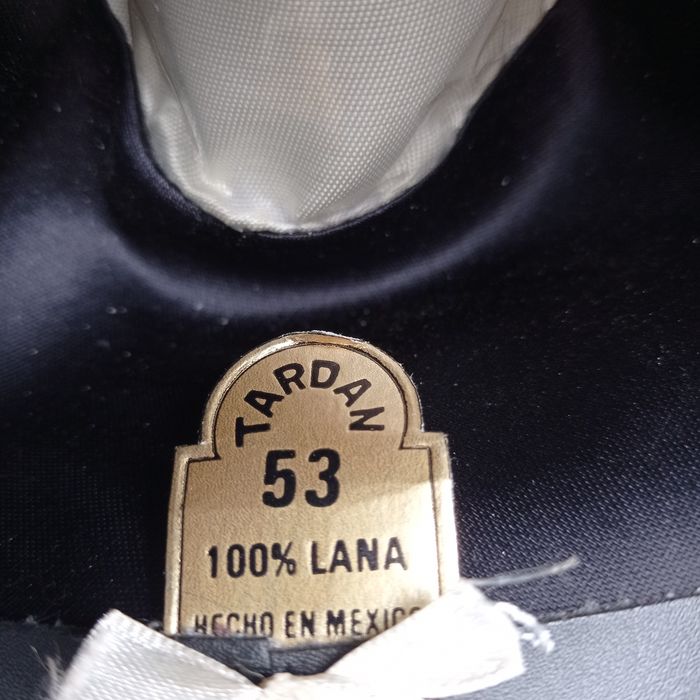 TARDAN
53
100% LANA
HECHO EN MEXICO